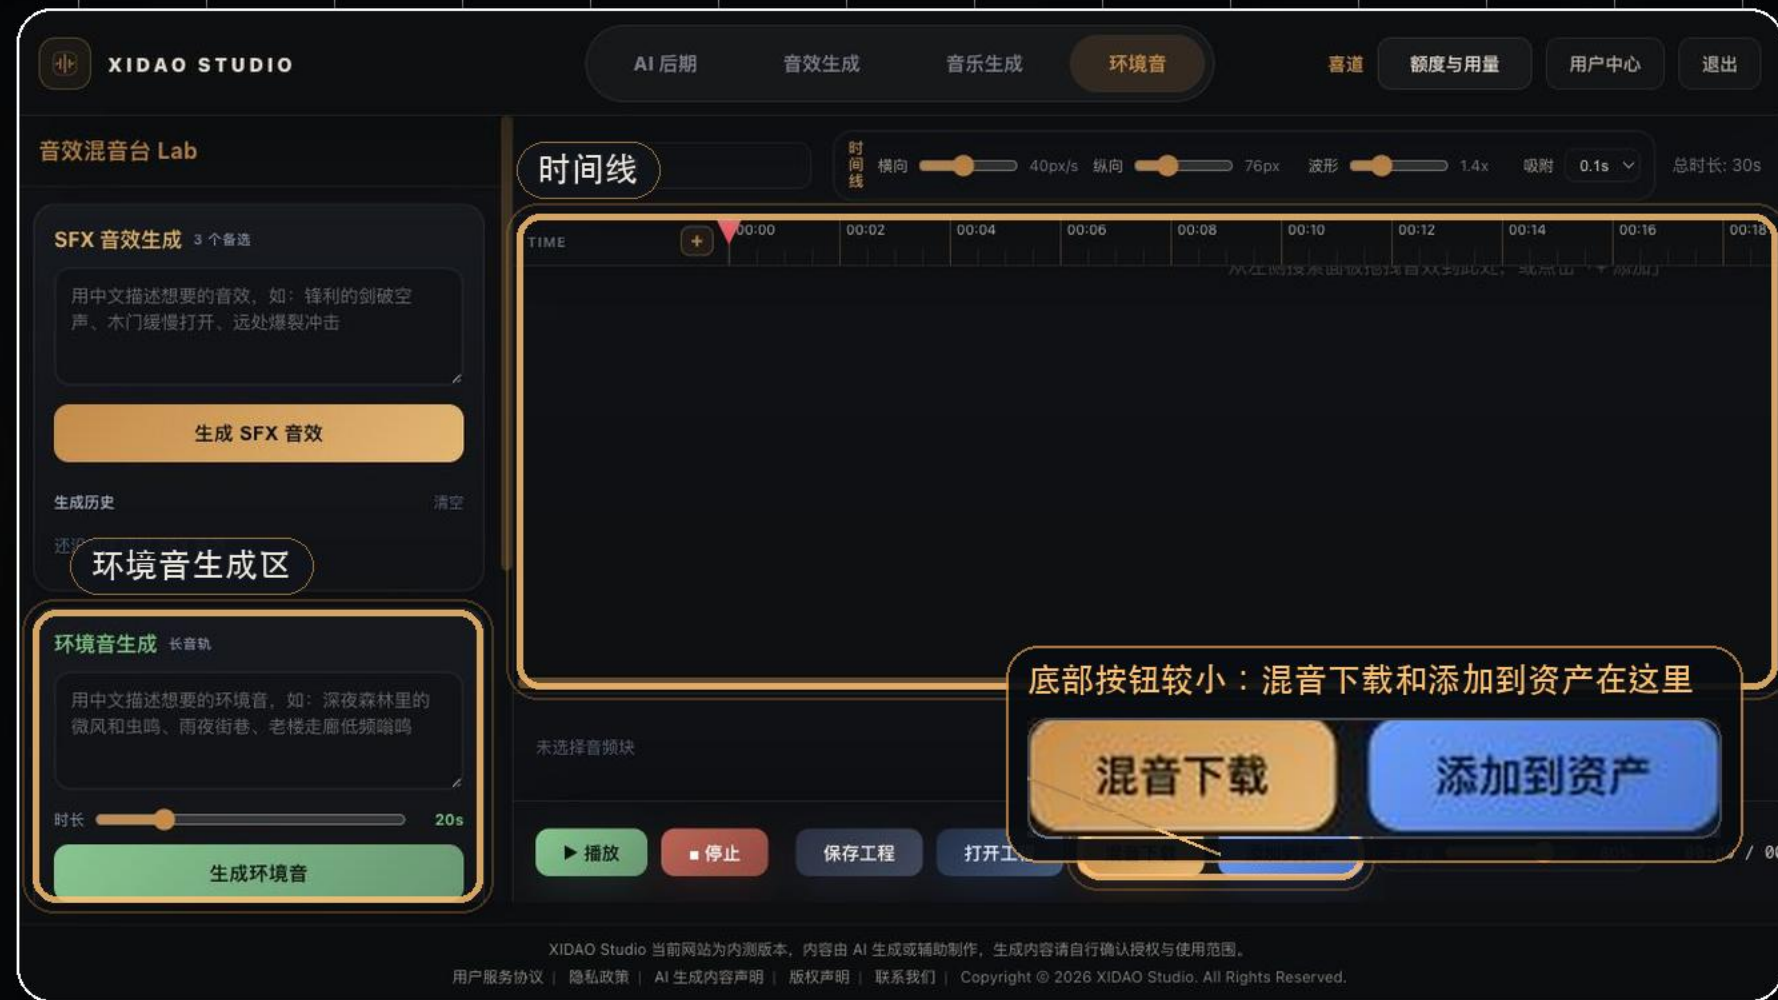 XIDAO STUDIO
AI 后期
音效生成
音乐生成
环境音
喜道
额度与用量
用户中心
退出
音效混音台 Lab
时间线
时间线
横向
40px/s
纵向
76px
波形
1.4x
吸附
0.1s
总时长: 30s
SFX 音效生成 3 个备选
用中文描述想要的音效，如：锋利的剑破空
声、木门缓慢打开、远处爆裂冲击
生成 SFX 音效
生成历史
清空
还没
环境音生成区
环境音生成 长音轨
用中文描述想要的环境音，如：深夜森林里的
微风和虫鸣、雨夜街巷、老楼走廊低频嗡鸣
时长
20s
生成环境音
TIME
+
00:00
00:02
00:04
00:06
00:08
00:10
00:12
00:14
00:16
00:18
未选择音频块
底部按钮较小：混音下载和添加到资产在这里
混音下载
添加到资产
播放
停止
保存工程
打开工
XIDAO Studio 当前网站为内测版本，内容由 AI 生成或辅助制作，生成内容请自行确认授权与使用范围。
用户服务协议 | 隐私政策 | AI 生成内容声明 | 版权声明 | 联系我们 | Copyright © 2026 XIDAO Studio. All Rights Reserved.